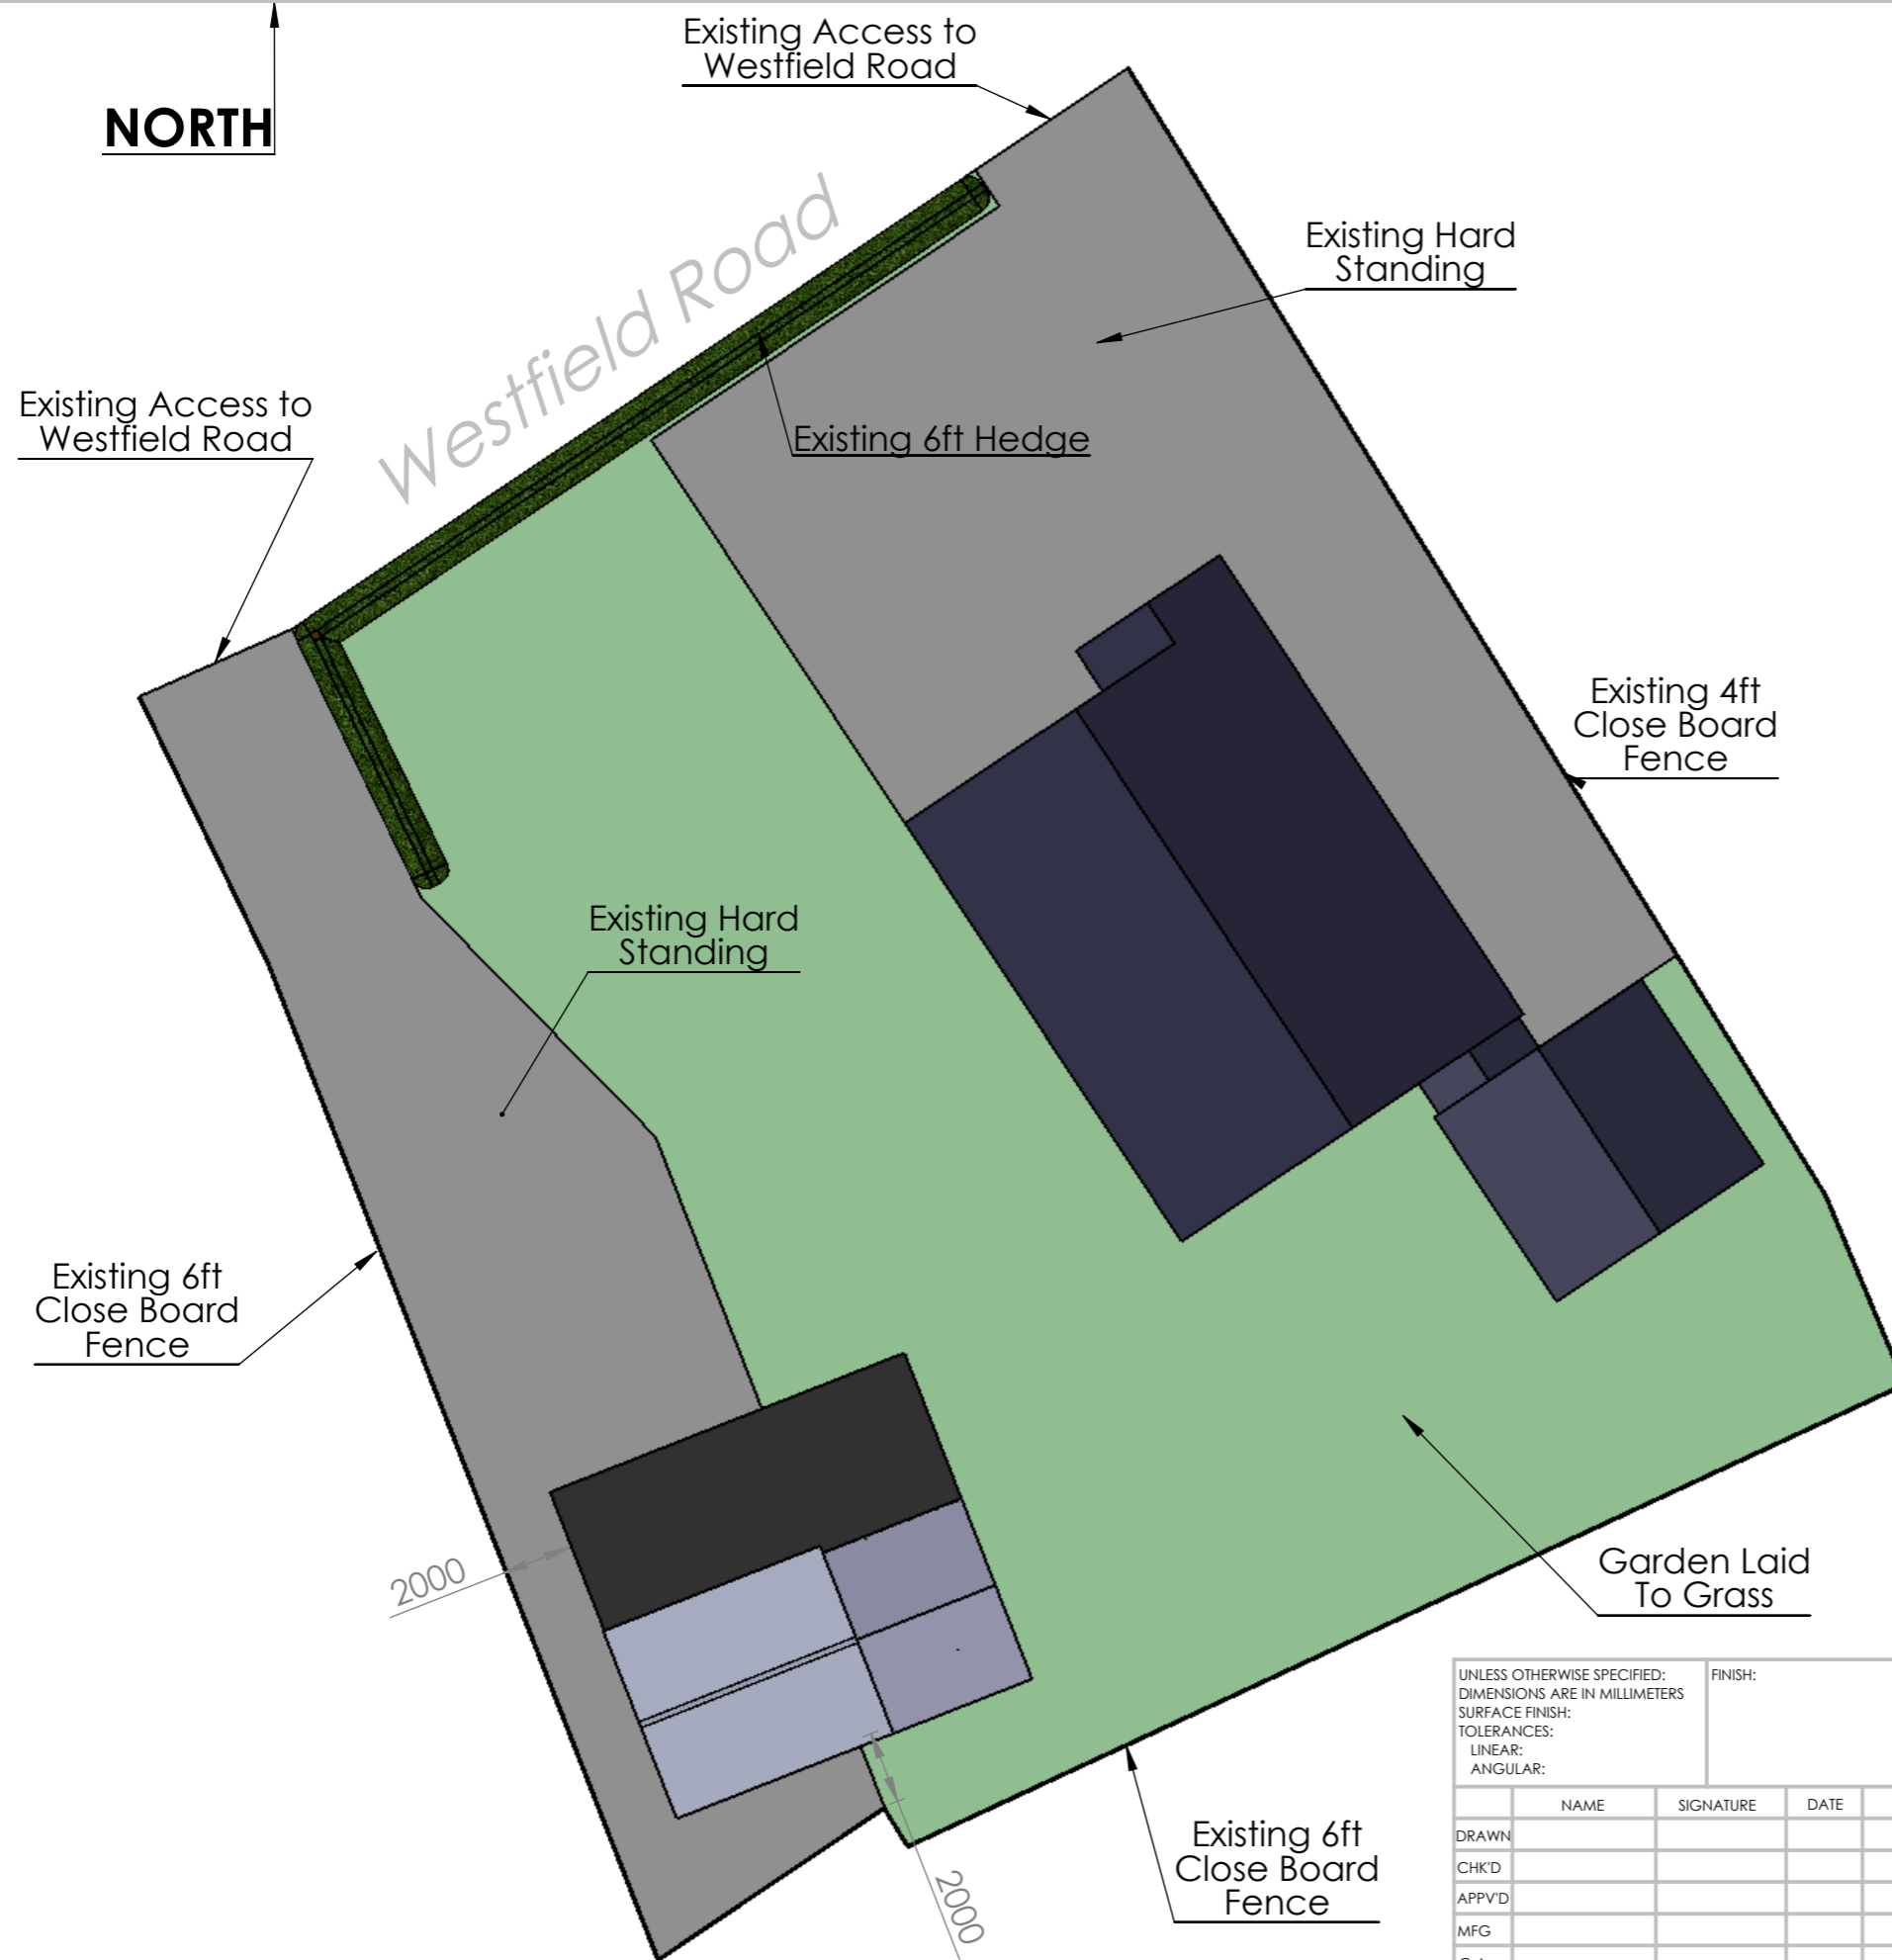 Existing Access to
Westfield Road
NORTH
Westfield Road
Existing Hard
Standing
Existing Access to
Westfield Road
Existing 6ft Hedge
Existing 4ft
Close Board
Fence
Existing Hard
Standing
Existing 6ft
Close Board
Fence
2000
Garden Laid
To Grass
Existing 6ft
Close Board
Fence
2000
UNLESS OTHERWISE SPECIFIED:
DIMENSIONS ARE IN MILLIMETERS
SURFACE FINISH:
TOLERANCES:
LINEAR:
ANGULAR:
FINISH:
NAME SIGNATURE DATE
DRAWN
CHK'D
APPV'D
MFG